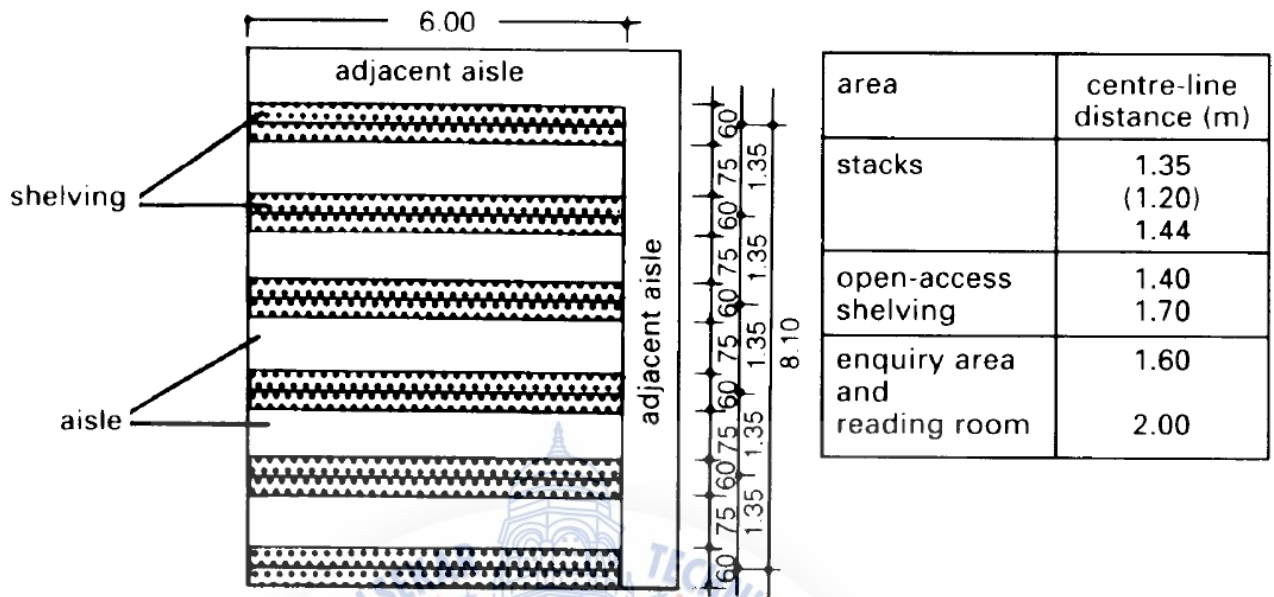 6.00
adjacent aisle
shelving
aisle
adjacent aisle
60
75
60
75
60
75
60
75
60
75
60
1.35
1.35
1.35
1.35
1.35
8.10
area centre-line
distance (m)
stacks 1.35
(1.20)
1.44
open-access 1.40
shelving 1.70
enquiry area 1.60
and
reading room 2.00